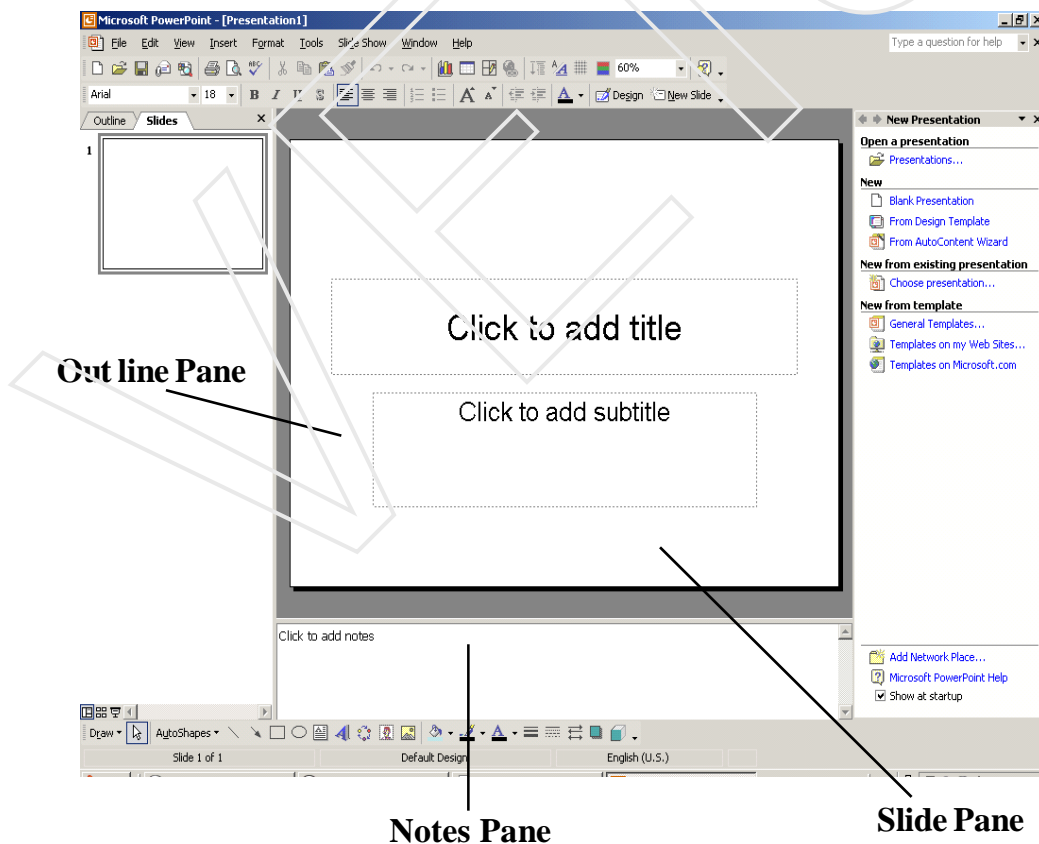 Microsoft PowerPoint - [Presentation1]
File Edit View Insert Format Tools Slide Show Window Help
Type a question for help
60%
Arial 18 B I U S A A A Design New Slide
Outline Slides
New Presentation
1
Open a presentation
Presentations...
New
Blank Presentation
From Design Template
From AutoContent Wizard
New from existing presentation
Choose presentation...
New from template
General Templates...
Templates on my Web Sites...
Templates on Microsoft.com
Click to add title
Out line Pane
Click to add subtitle
Click to add notes
Add Network Place...
Microsoft PowerPoint Help
Show at startup
Draw AutoShapes
Slide 1 of 1 Default Design English (U.S.)
Notes Pane
Slide Pane